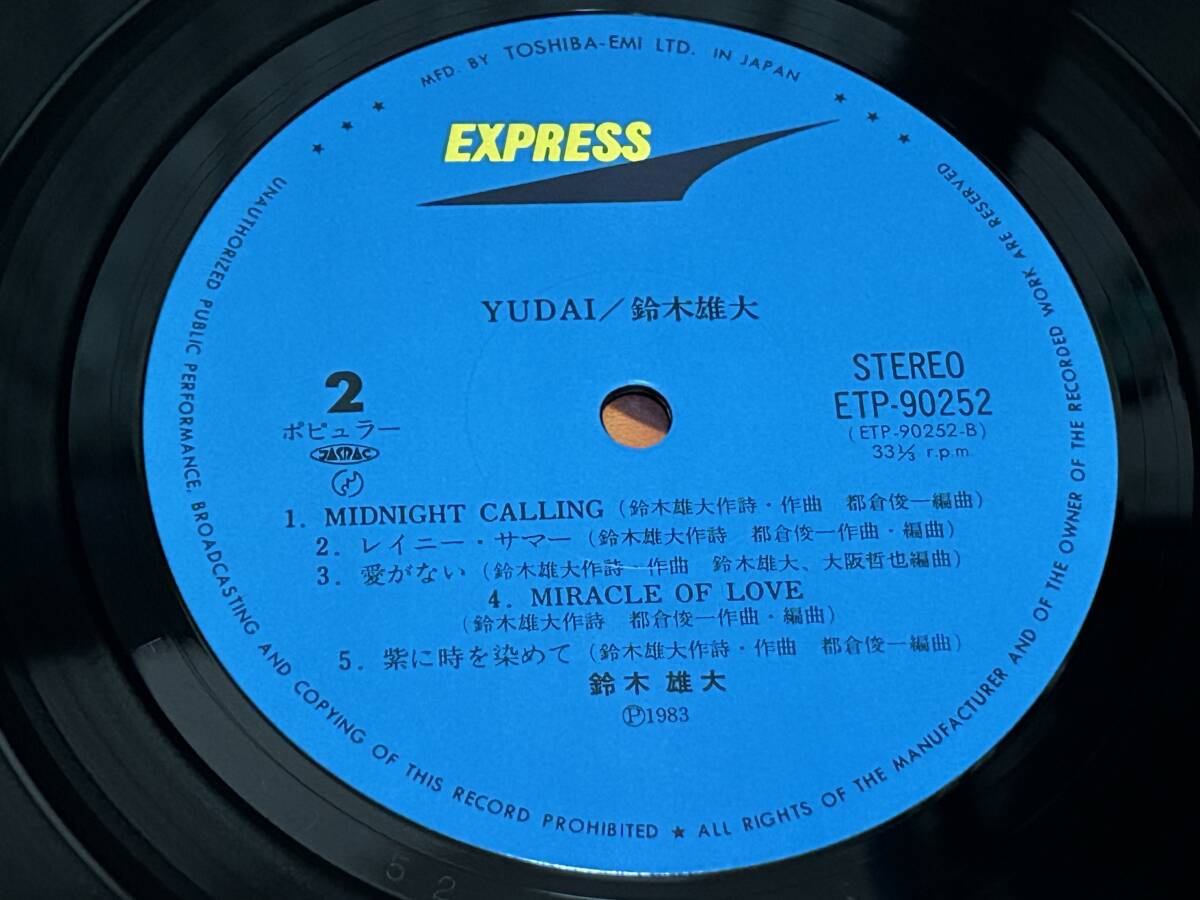 MFD. BY TOSHIBA-EMI LTD. IN JAPAN
EXPRESS
YUDAI/鈴木雄大
2
ポピュラー
JASRAC
STEREO
ETP-90252
(ETP-90252-B)
33⅓ r.p.m.
1. MIDNIGHT CALLING (鈴木雄大作詩・作曲 都倉俊一編曲)
2. レイニー・サマー (鈴木雄大作詩 都倉俊一作曲・編曲)
3. 愛がない (鈴木雄大作詩・作曲 鈴木雄大、大阪哲也編曲)
4. MIRACLE OF LOVE
(鈴木雄大作詩 都倉俊一作曲・編曲)
5. 紫に時を染めて (鈴木雄大作詩・作曲 都倉俊一編曲)
鈴木雄大
Ⓟ1983
UNAUTHORIZED PUBLIC PERFORMANCE, BROADCASTING AND COPYING OF THIS RECORD PROHIBITED ★ ALL RIGHTS OF THE MANUFACTURER AND OF THE OWNER OF THE RECORDED WORK ARE RESERVED
52